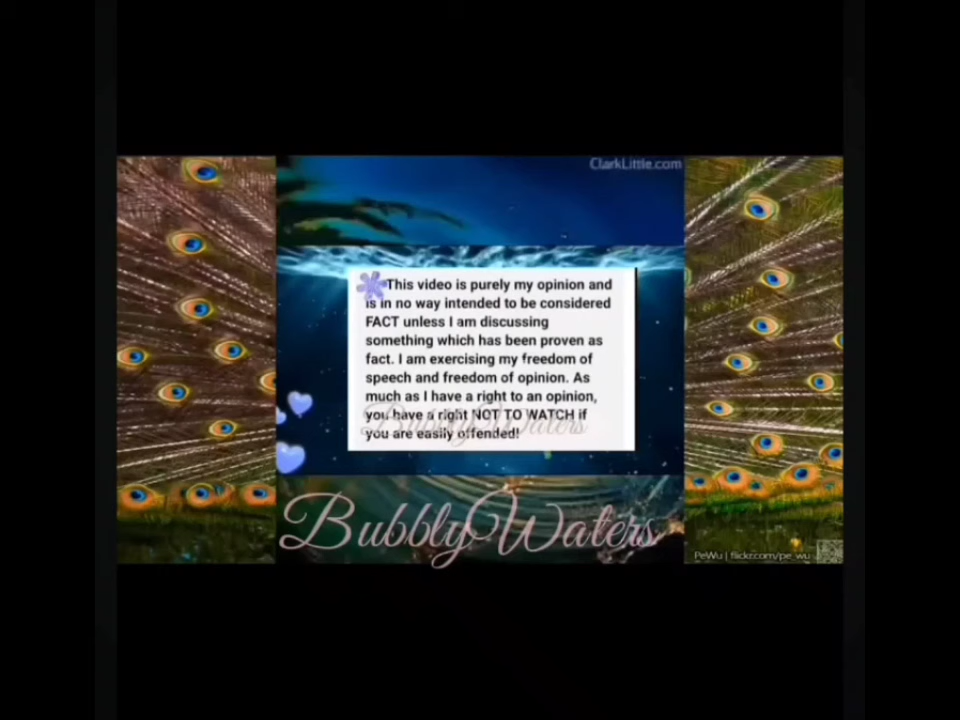 ClarkLittle.com
This video is purely my opinion and
is in no way intended to be considered
FACT unless I am discussing
something which has been proven as
fact. I am exercising my freedom of
speech and freedom of opinion. As
much as I have a right to an opinion,
you have a right NOT TO WATCH if
you are easily offended!
BubblyWaters
BubblyWaters
PeWu | flickr.com/pe_wu